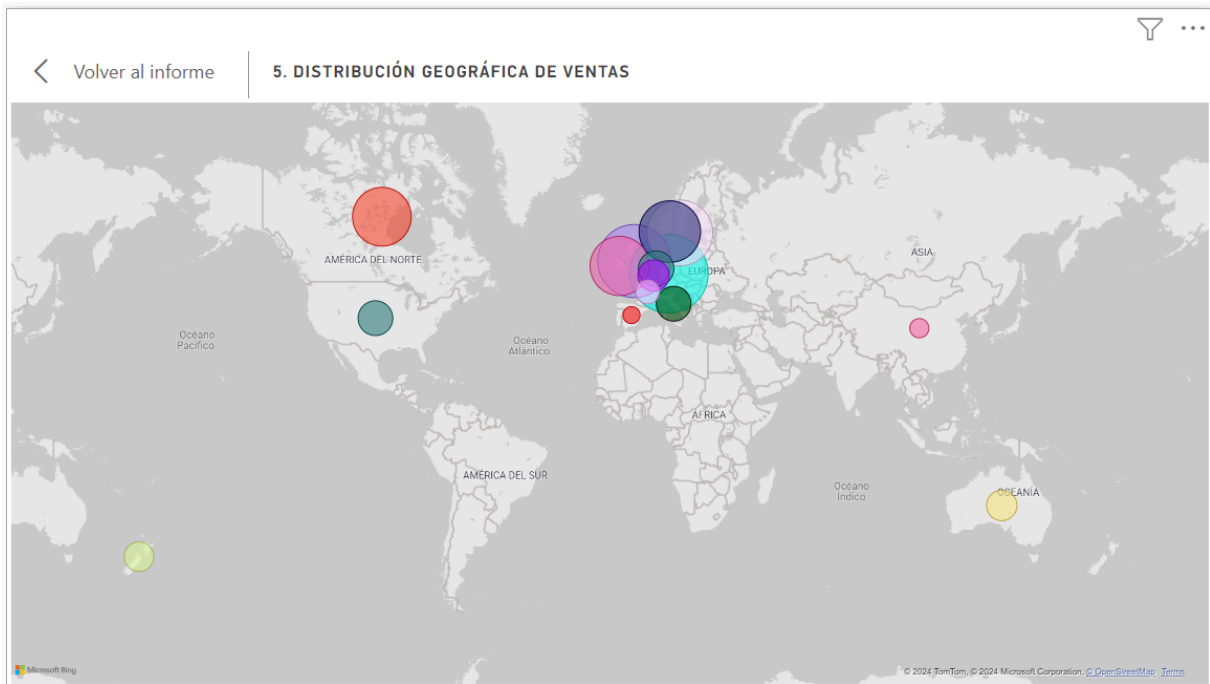 Volver al informe
5. DISTRIBUCIÓN GEOGRÁFICA DE VENTAS
ASIA
AMÉRICA DEL NORTE
EUROPA
Océano
Pacífico
Océano
Atlántico
ÁFRICA
AMÉRICA DEL SUR
Océano
Índico
OCEANÍA
Microsoft Bing
© 2024 TomTom, © 2024 Microsoft Corporation, © OpenStreetMap Terms